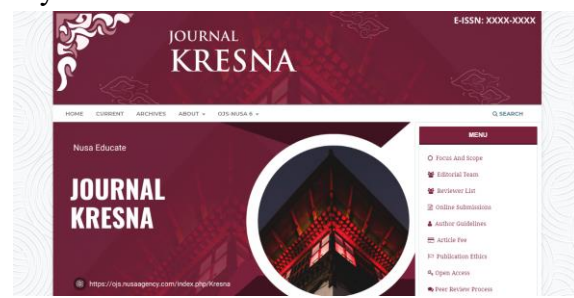 E-ISSN: XXXX-XXXX
JOURNAL
KRESNA
HOME CURRENT ARCHIVES ABOUT OJS-NUSA 6 SEARCH
MENU
Nusa Educate
JOURNAL
KRESNA
https://ojs.nusaagency.com/index.php/Kresna
Focus And Scope
Editorial Team
Reviewer List
Online Submissions
Author Guidelines
Article Fee
Publication Ethics
Open Access
Peer Review Process